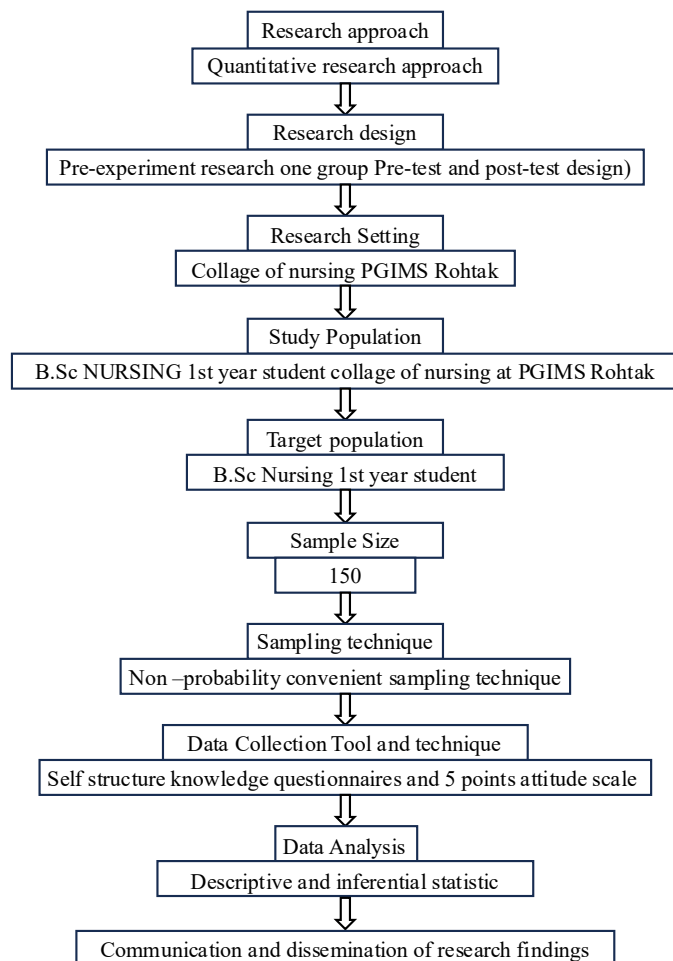 Research approach
Quantitative research approach
Research design
Pre-experiment research one group Pre-test and post-test design)
Research Setting
Collage of nursing PGIMS Rohtak
Study Population
B.Sc NURSING 1st year student collage of nursing at PGIMS Rohtak
Target population
B.Sc Nursing 1st year student
Sample Size
150
Sampling technique
Non –probability convenient sampling technique
Data Collection Tool and technique
Self structure knowledge questionnaires and 5 points attitude scale
Data Analysis
Descriptive and inferential statistic
Communication and dissemination of research findings